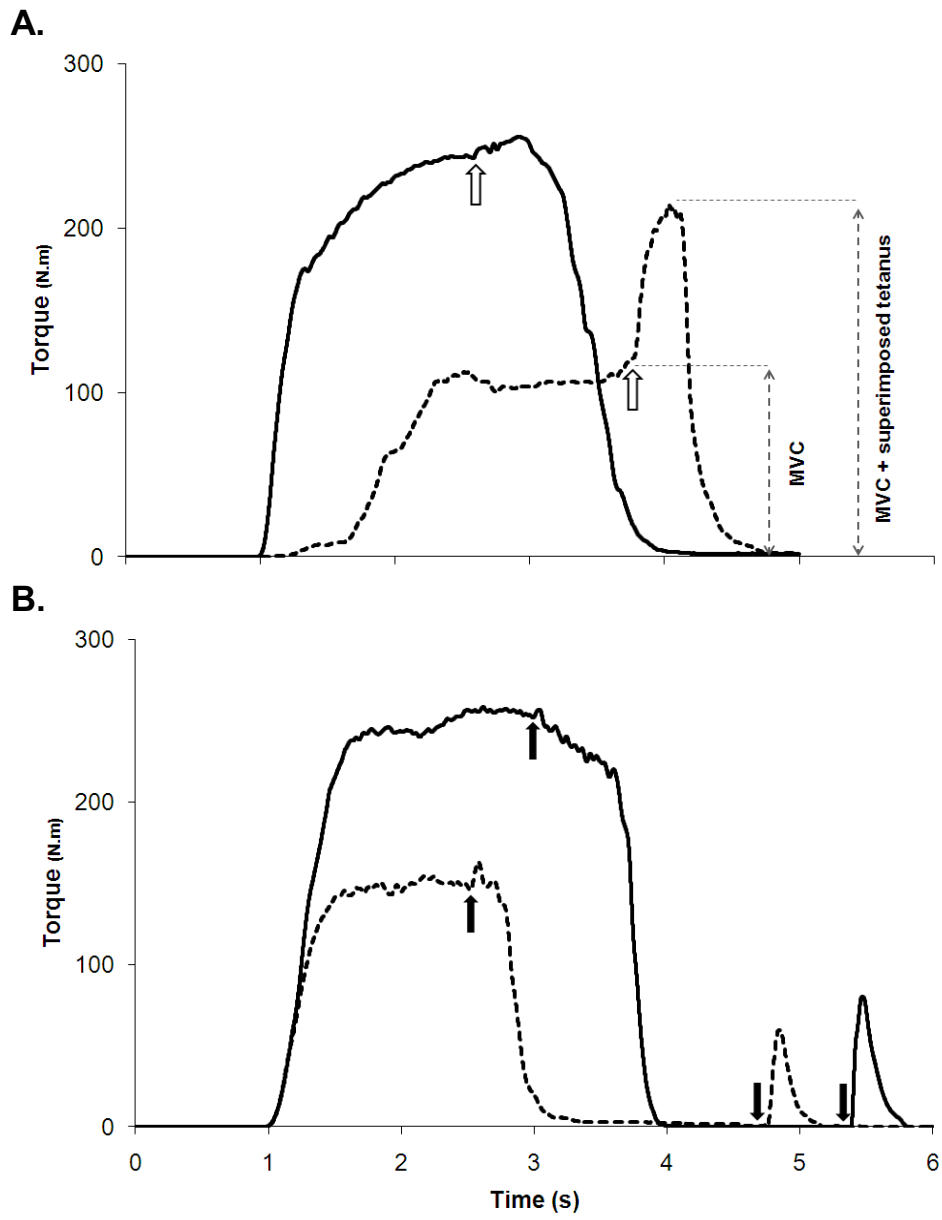 A.
300
200
100
0
Torque (N.m)
MVC
MVC + superimposed tetanus
B.
300
200
100
0
Torque (N.m)
0 1 2 3 4 5 6
Time (s)